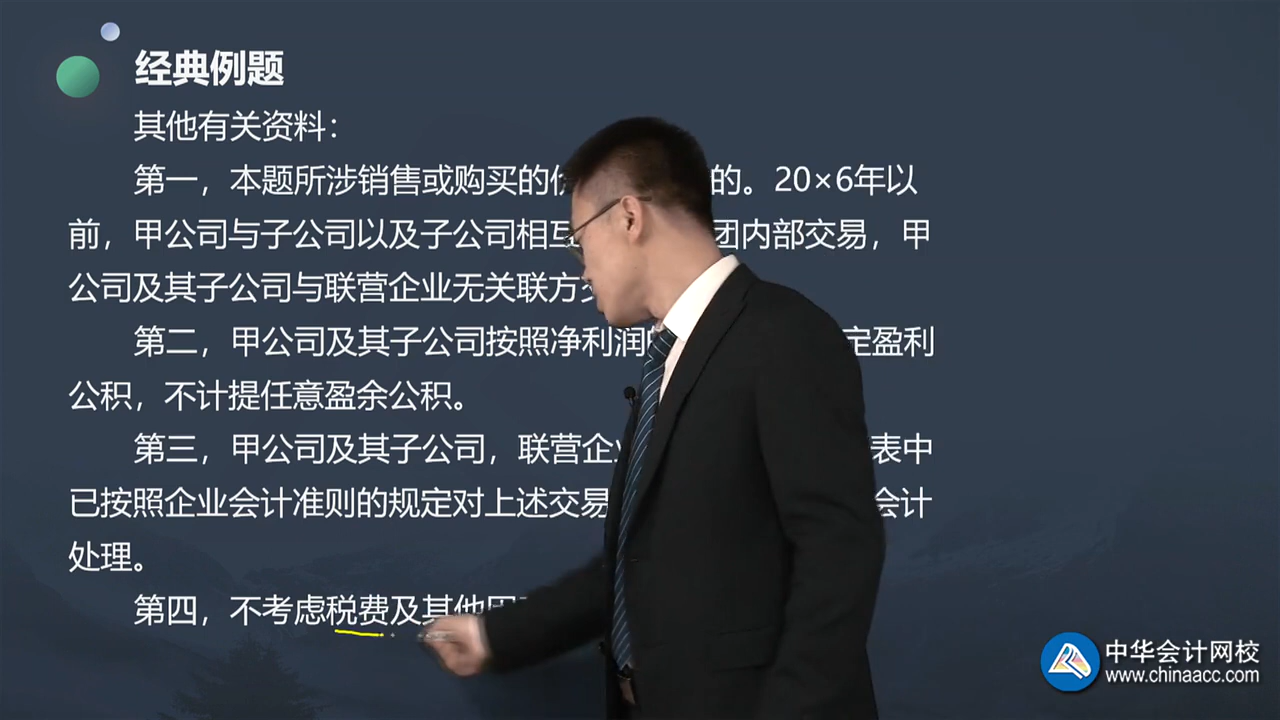 经典例题
其他有关资料：
第一，本题所涉销售或购买的 的。20×6年以
前，甲公司与子公司以及子公司相互 团内部交易，甲
公司及其子公司与联营企业无关联方
第二，甲公司及其子公司按照净利润 定盈利
公积，不计提任意盈余公积。
第三，甲公司及其子公司，联营企 表中
已按照企业会计准则的规定对上述交易 会计
处理。
第四，不考虑税费及其他因
中华会计网校
www.chinaacc.com